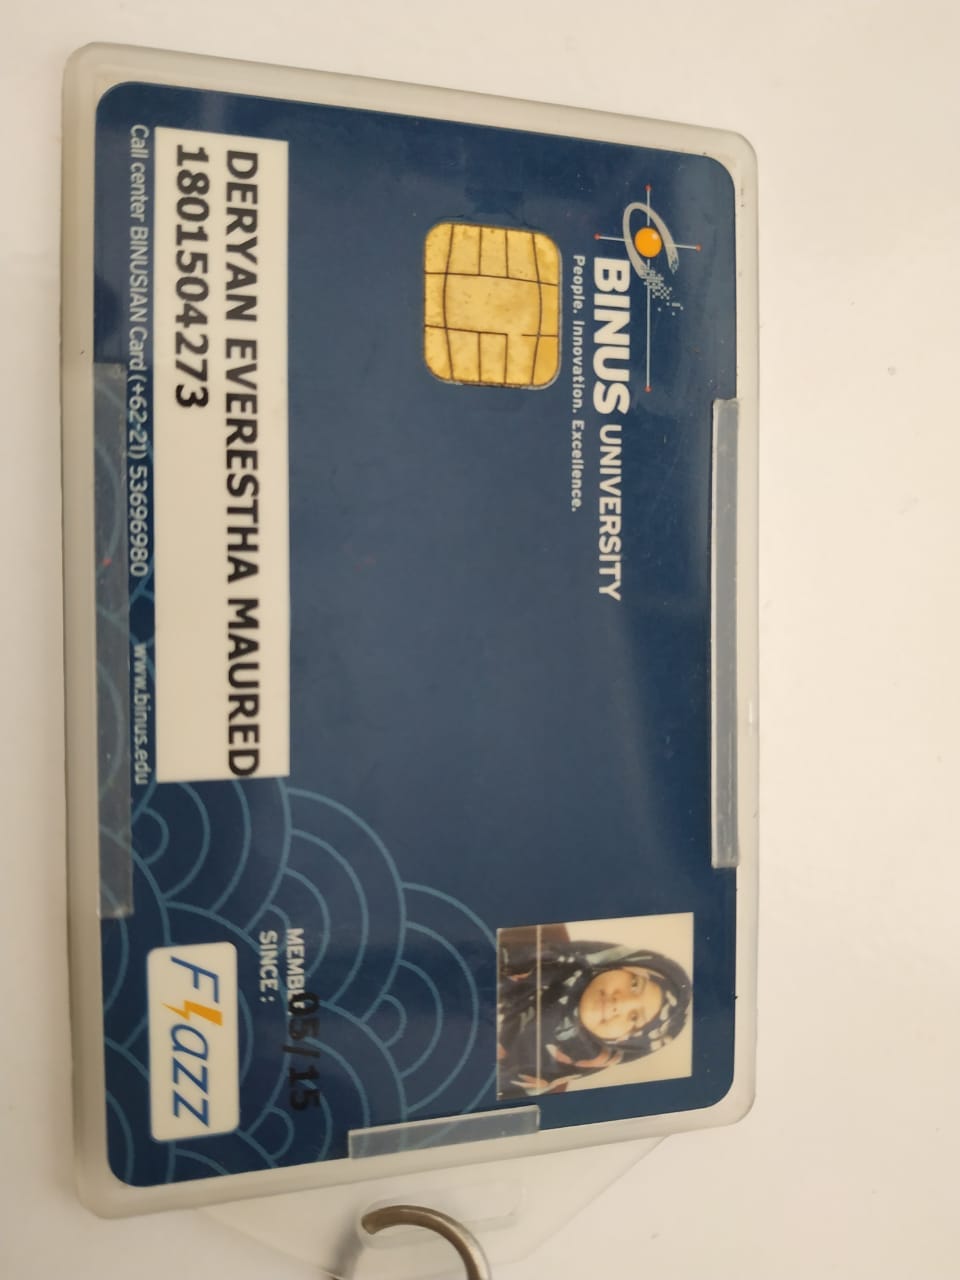 BINUS UNIVERSITY
People. Innovation. Excellence.
MEMBER
SINCE :
05/15
DERYAN EVERESTHA MAURED
1801504273
Call center BINUSIAN Card (+62-21) 53696980
www.binus.edu
Flazz